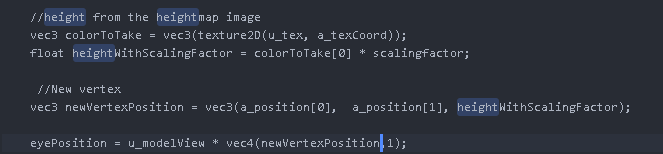 //height from the heightmap image
vec3 colorToTake = vec3(texture2D(u_tex, a_texCoord));
float heightWithScalingFactor = colorToTake[0] * scalingfactor;
//New vertex
vec3 newVertexPosition = vec3(a_position[0],  a_position[1], heightWithScalingFactor);
eyePosition = u_modelView * vec4(newVertexPosition,1);